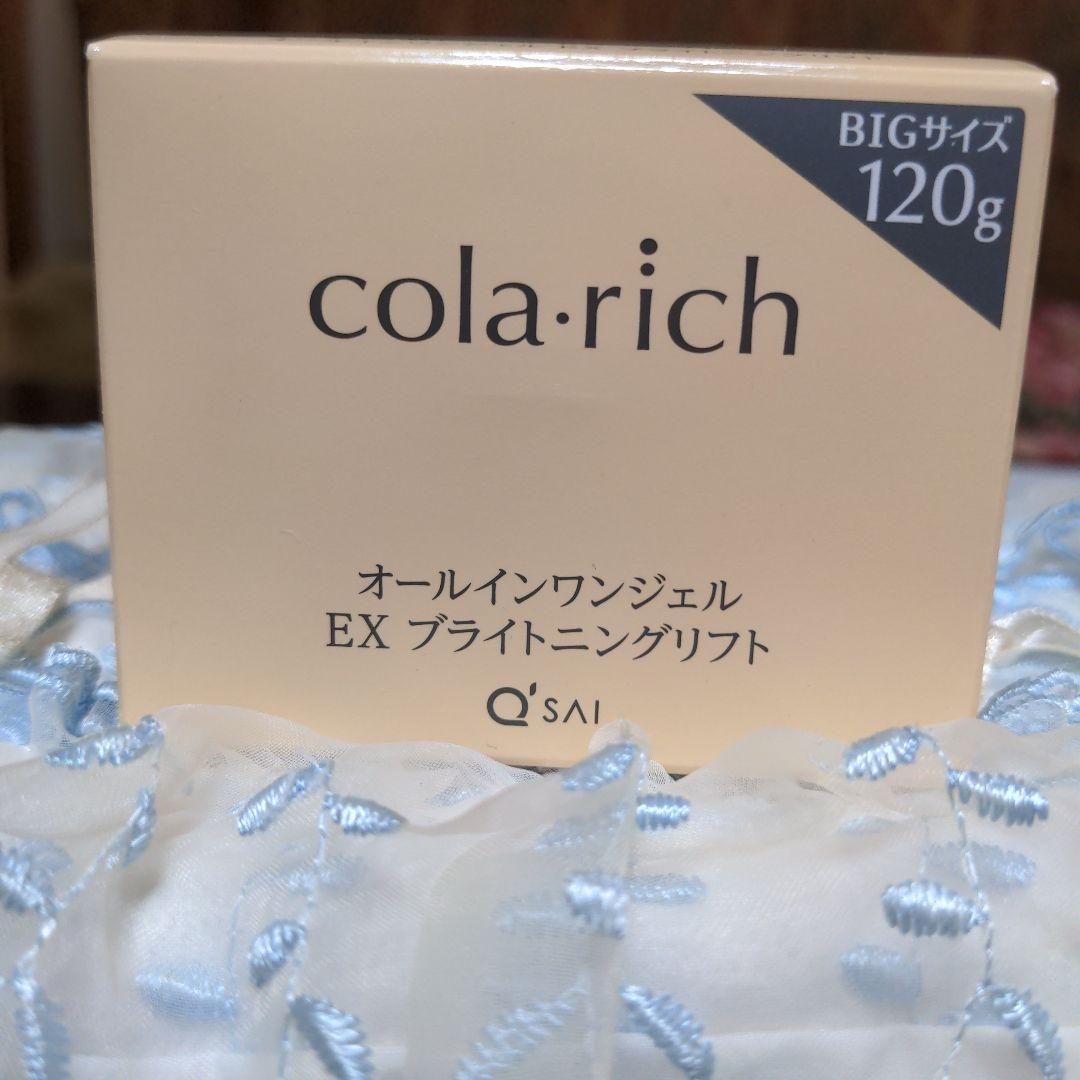 BIGサイズ
120g
cola·rich
オールインワンジェル
EX ブライトニングリフト
Q'SAI